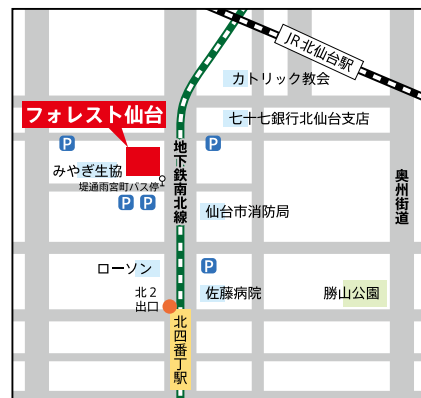 JR北仙台駅
カトリック教会
フォレスト仙台
七十七銀行北仙台支店
P
P
地下鉄南北線
みやぎ生協
奥州街道
堤通雨宮町バス停
P
P
仙台市消防局
ローソン
P
北2
出口
佐藤病院
勝山公園
北四番丁駅